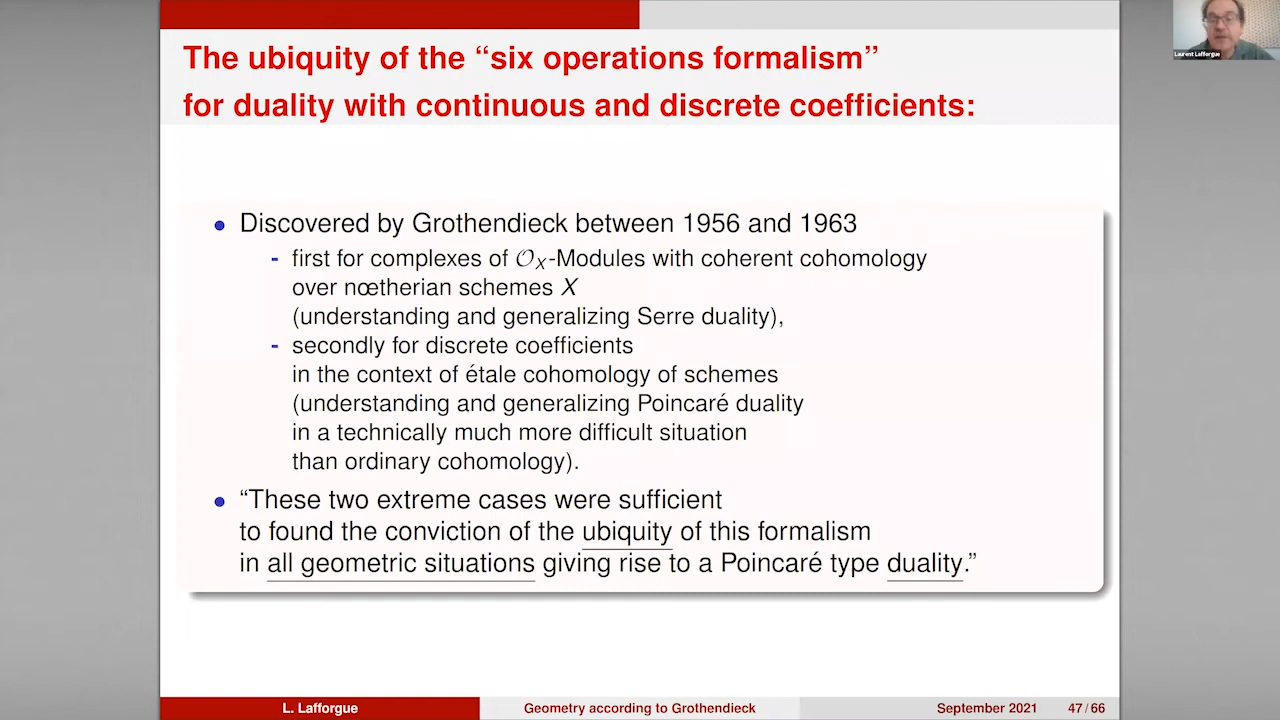 The ubiquity of the “six operations formalism”
for duality with continuous and discrete coefficients:
Laurent Lafforgue
• Discovered by Grothendieck between 1956 and 1963
- first for complexes of 𝒪_X-Modules with coherent cohomology
over nœtherian schemes X
(understanding and generalizing Serre duality),
- secondly for discrete coefficients
in the context of étale cohomology of schemes
(understanding and generalizing Poincaré duality
in a technically much more difficult situation
than ordinary cohomology).
• “These two extreme cases were sufficient
to found the conviction of the ubiquity of this formalism
in all geometric situations giving rise to a Poincaré type duality.”
L. Lafforgue
Geometry according to Grothendieck
September 2021
47 / 66